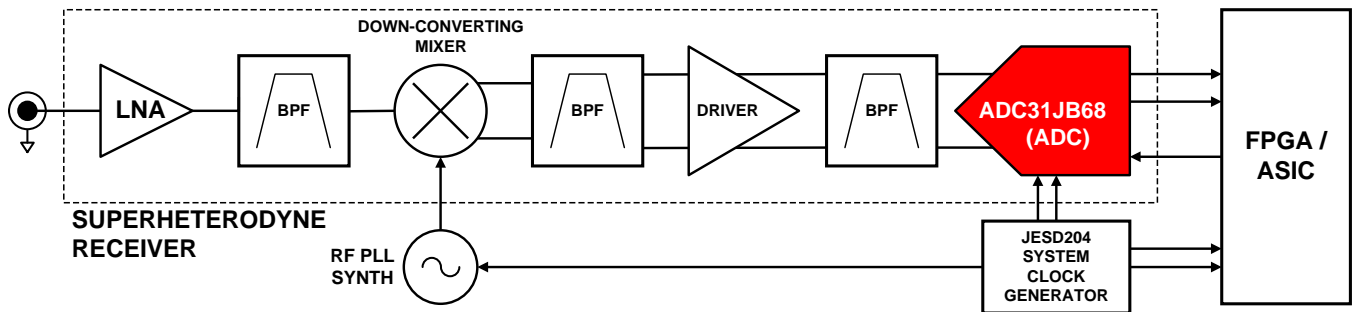 DOWN-CONVERTING
MIXER
LNA
BPF
BPF
DRIVER
BPF
ADC31JB68
(ADC)
FPGA /
ASIC
SUPERHETERODYNE
RECEIVER
RF PLL
SYNTH
JESD204
SYSTEM
CLOCK
GENERATOR